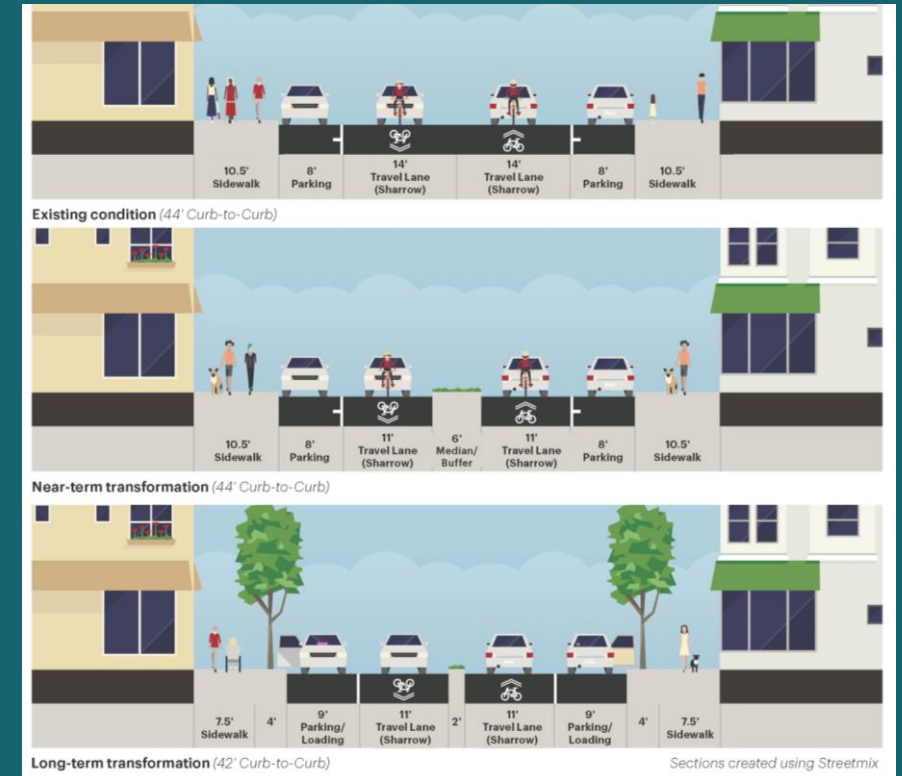 10.5' Sidewalk
8' Parking
14' Travel Lane (Sharrow)
14' Travel Lane (Sharrow)
8' Parking
10.5' Sidewalk
Existing condition (44' Curb-to-Curb)
10.5' Sidewalk
8' Parking
11' Travel Lane (Sharrow)
6' Median/ Buffer
11' Travel Lane (Sharrow)
8' Parking
10.5' Sidewalk
Near-term transformation (44' Curb-to-Curb)
7.5' Sidewalk
4'
9' Parking/ Loading
11' Travel Lane (Sharrow)
2'
11' Travel Lane (Sharrow)
9' Parking/ Loading
4'
7.5' Sidewalk
Long-term transformation (42' Curb-to-Curb)
Sections created using Streetmix